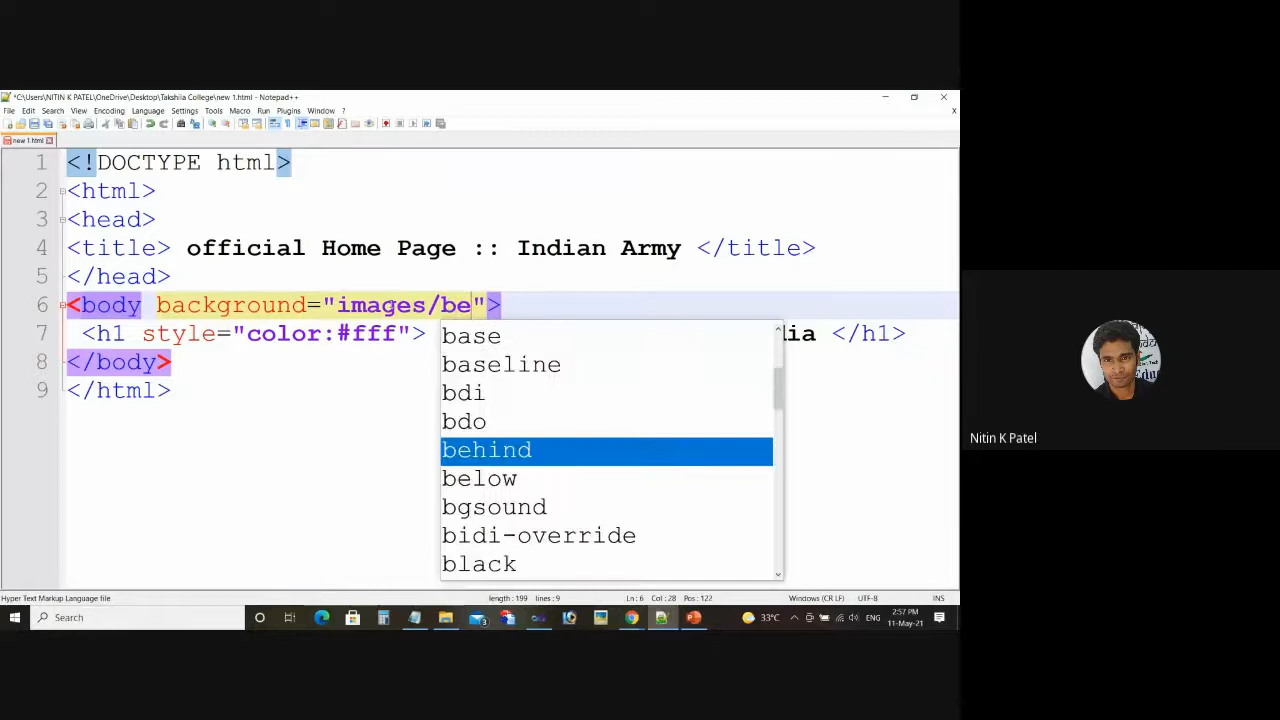 *C:\Users\NITIN K PATEL\OneDrive\Desktop\Takshila College\new 1.html - Notepad++
File Edit Search View Encoding Language Settings Tools Macro Run Plugins Window ? X
new 1.html
1 <!DOCTYPE html>
2 <html>
3 <head>
4 <title> official Home Page :: Indian Army </title>
5 </head>
6 <body background="images/be">
7 <h1 style="color:#fff"> dia </h1>
8 </body>
9 </html>
base
baseline
bdi
bdo
behind
below
bgsound
bidi-override
black
Nitin K Patel
Hyper Text Markup Language file length : 199 lines : 9 Ln : 6 Col : 28 Pos : 122 Windows (CR LF) UTF-8 INS
Search 3 33°C ENG 2:57 PM
11-May-21